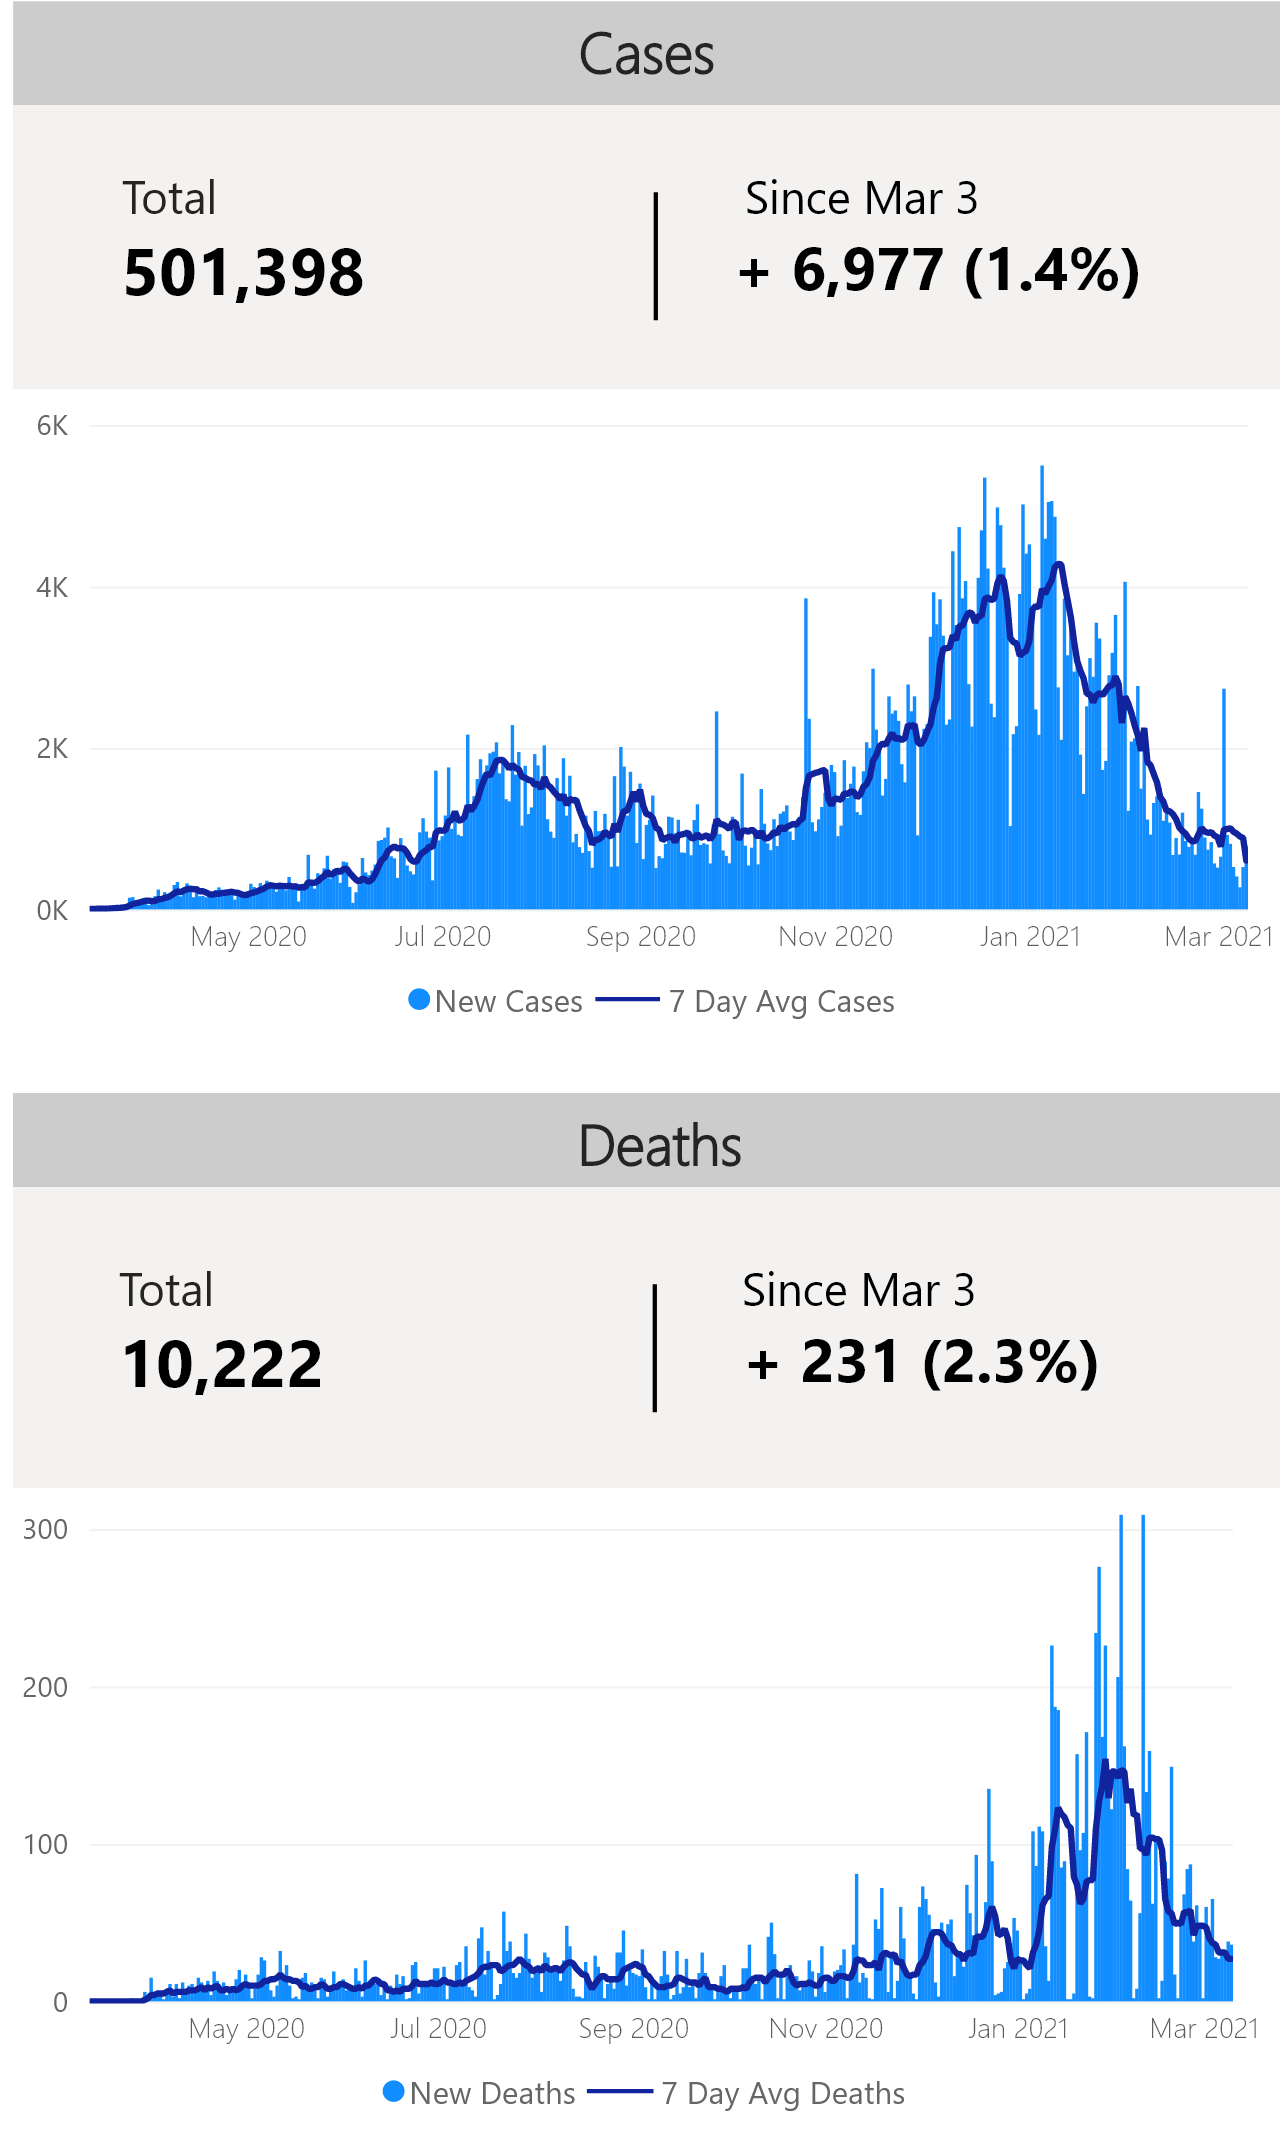 Cases
Total
Since Mar 3
501,398
+ 6,977 (1.4%)
6K
4K
2K
0K
May 2020
Jul 2020
Sep 2020
Nov 2020
Jan 2021
Mar 2021
New Cases
7 Day Avg Cases
Deaths
Total
Since Mar 3
10,222
+ 231 (2.3%)
300
200
100
0
May 2020
Jul 2020
Sep 2020
Nov 2020
Jan 2021
Mar 2021
New Deaths
7 Day Avg Deaths